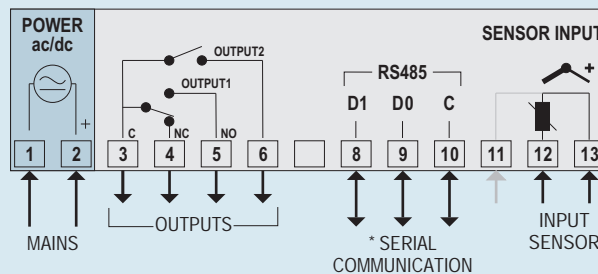 POWER
ac/dc
+
OUTPUT2
OUTPUT1
C
NC
NO
RS485
D1 D0 C
SENSOR INPUT
+
1 2 3 4 5 6 8 9 10 11 12 13
MAINS
OUTPUTS
* SERIAL
COMMUNICATION
INPUT
SENSOR